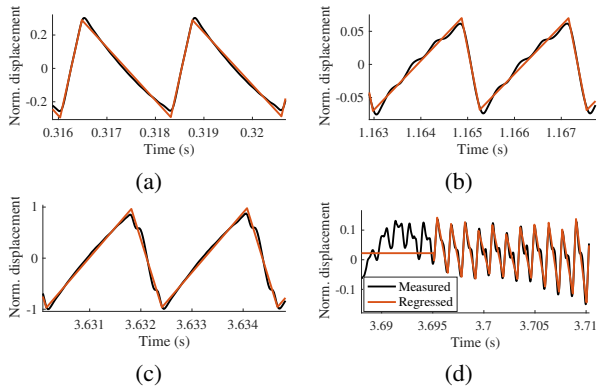 Norm. displacement
0.2
0
-0.2
0.316
0.317
0.318
0.319
0.32
Time (s)
(a)
Norm. displacement
0.05
0
-0.05
1.163
1.164
1.165
1.166
1.167
Time (s)
(b)
Norm. displacement
1
0
-1
3.631
3.632
3.633
3.634
Time (s)
(c)
Norm. displacement
0.1
0
-0.1
Measured
Regressed
3.69
3.695
3.7
3.705
3.71
Time (s)
(d)